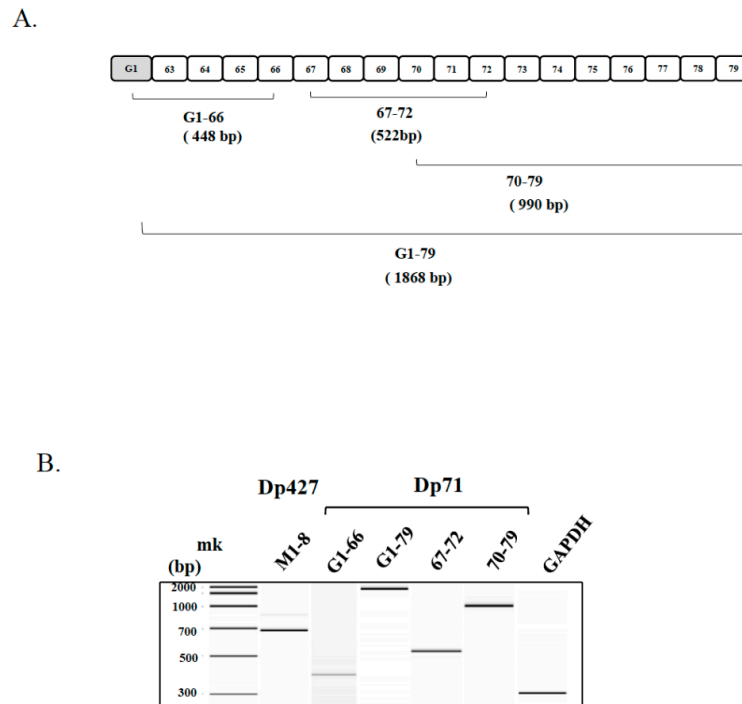 A.
G1 63 64 65 66 67 68 69 70 71 72 73 74 75 76 77 78 79
G1-66
( 448 bp)
67-72
(522bp)
70-79
( 990 bp)
G1-79
( 1868 bp)
B.
Dp427 Dp71
mk
(bp)
M1-8 G1-66 G1-79 67-72 70-79 GAPDH
2000
1000
700
500
300